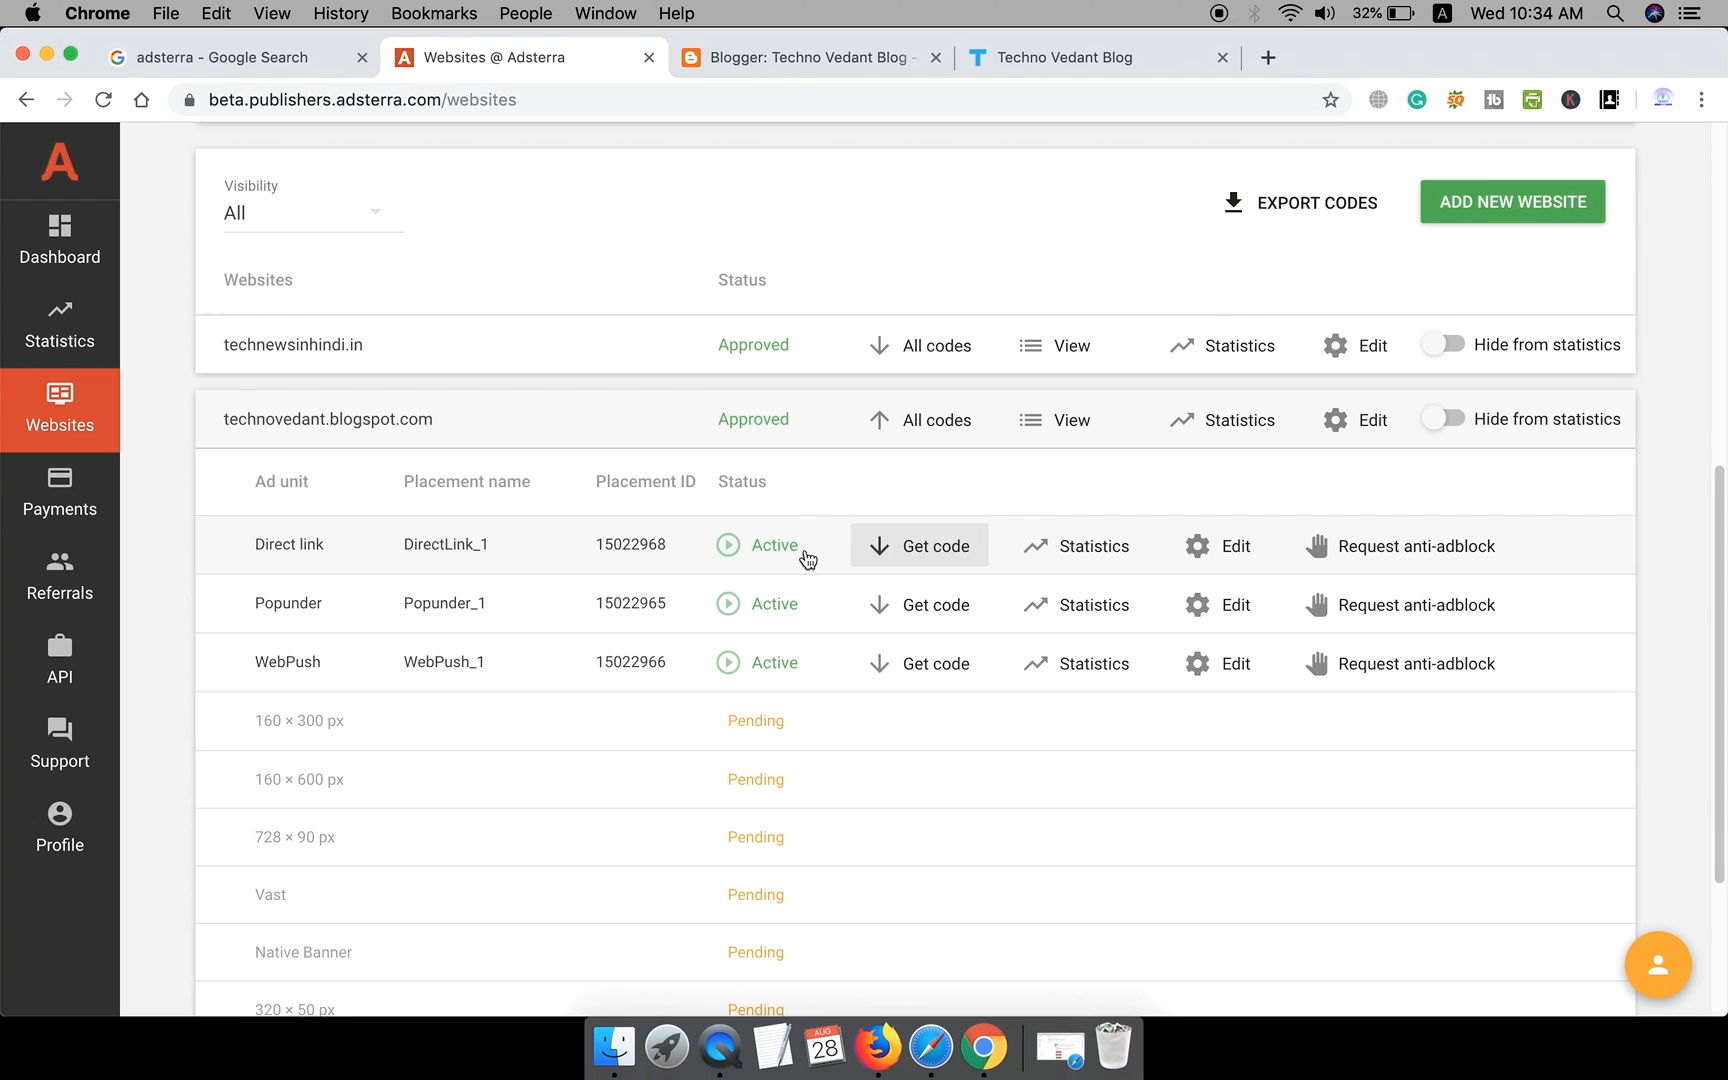 Chrome File Edit View History Bookmarks People Window Help 32% A Wed 10:34 AM
adsterra - Google Search Websites @ Adsterra Blogger: Techno Vedant Blog - Techno Vedant Blog
beta.publishers.adsterra.com/websites
Visibility
All
EXPORT CODES
ADD NEW WEBSITE
Dashboard
Statistics
Websites
Payments
Referrals
API
Support
Profile
Websites Status
technewsinhindi.in Approved All codes View Statistics Edit Hide from statistics
technovedant.blogspot.com Approved All codes View Statistics Edit Hide from statistics
Ad unit Placement name Placement ID Status
Direct link DirectLink_1 15022968 Active Get code Statistics Edit Request anti-adblock
Popunder Popunder_1 15022965 Active Get code Statistics Edit Request anti-adblock
WebPush WebPush_1 15022966 Active Get code Statistics Edit Request anti-adblock
160 × 300 px Pending
160 × 600 px Pending
728 × 90 px Pending
Vast Pending
Native Banner Pending
320 × 50 px Pending
AUG
28